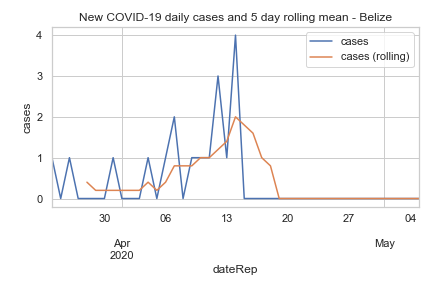 New COVID-19 daily cases and 5 day rolling mean - Belize
cases
cases (rolling)
cases
4
3
2
1
0
30 06 13 20 27 04
Apr May
2020
dateRep